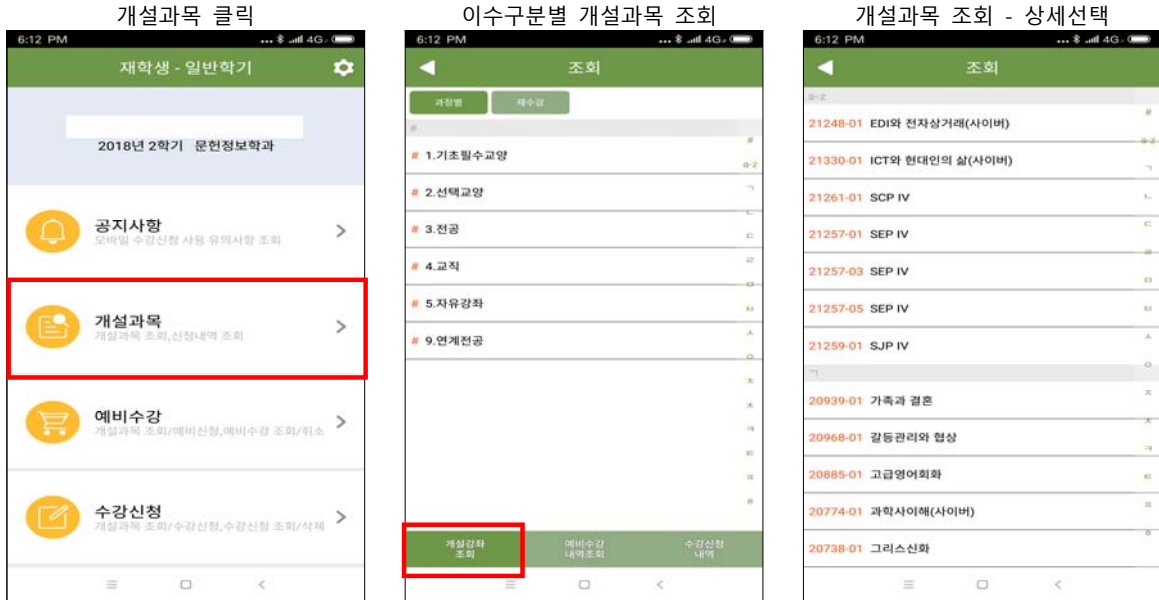 개설과목 클릭
6:12 PM
4G
재학생 - 일반학기
2018년 2학기 문헌정보학과
공지사항
모바일 수강신청 사용 유의사항 조회
개설과목
개설과목 조회,신청내역 조회
예비수강
개설과목 조회/예비신청,예비수강 조회/취소
수강신청
개설과목 조회/수강신청,수강신청 조회/삭제
이수구분별 개설과목 조회
6:12 PM
4G
조회
과정별
재수강
#
# 1.기초필수교양
# 2.선택교양
# 3.전공
# 4.교직
# 5.자유강좌
# 9.연계전공
#
a-z
ㄱ
ㄴ
ㄷ
ㄹ
ㅁ
ㅂ
ㅅ
ㅇ
ㅈ
ㅊ
ㅋ
ㅌ
ㅍ
ㅎ
개설강좌
조회
예비수강
내역조회
수강신청
내역
개설과목 조회 - 상세선택
6:12 PM
4G
조회
a-z
21248-01 EDI와 전자상거래(사이버)
21330-01 ICT와 현대인의 삶(사이버)
21261-01 SCP IV
21257-01 SEP IV
21257-03 SEP IV
21257-05 SEP IV
21259-01 SJP IV
ㄱ
20939-01 가족과 결혼
20968-01 갈등관리와 협상
20885-01 고급영어회화
20774-01 과학사이해(사이버)
20738-01 그리스신화
#
a-z
ㄱ
ㄴ
ㄷ
ㄹ
ㅁ
ㅂ
ㅅ
ㅇ
ㅈ
ㅊ
ㅋ
ㅌ
ㅍ
ㅎ